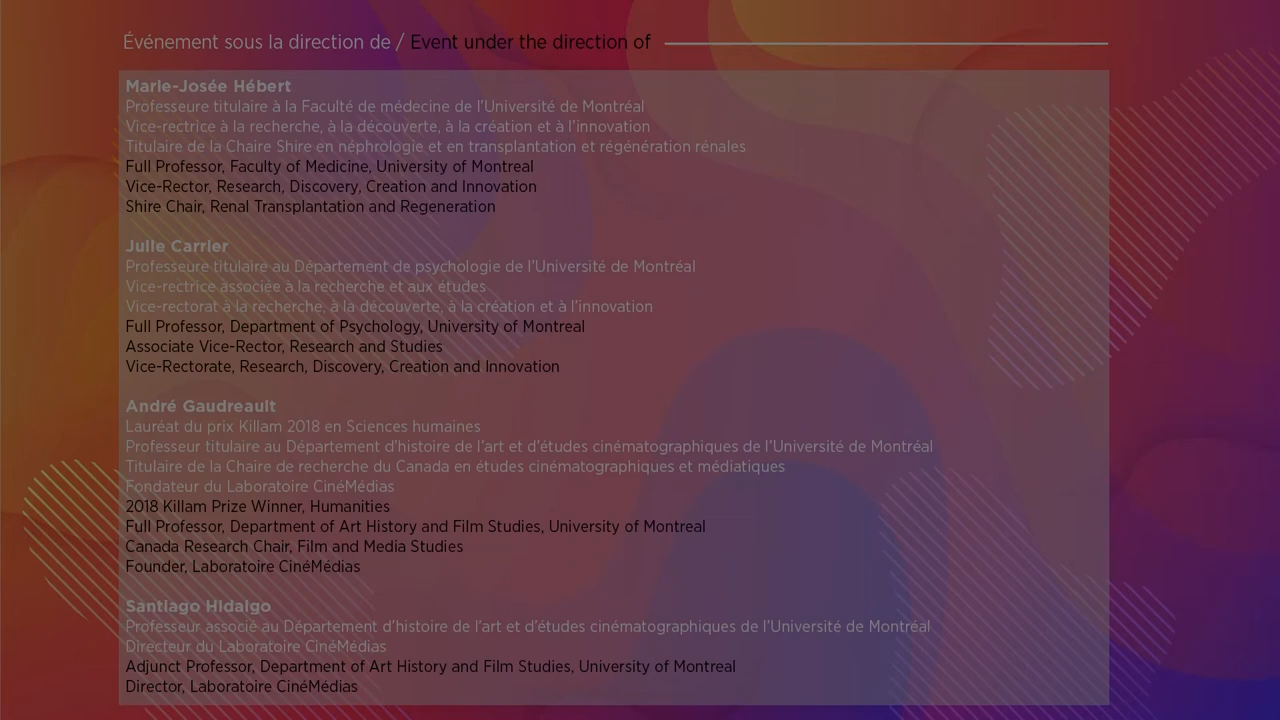 Événement sous la direction de / Event under the direction of
Marie-Josée Hébert
Professeure titulaire à la Faculté de médecine de l'Université de Montréal
Vice-rectrice à la recherche, à la découverte, à la création et à l'innovation
Titulaire de la Chaire Shire en néphrologie et en transplantation et régénération rénales
Full Professor, Faculty of Medicine, University of Montreal
Vice-Rector, Research, Discovery, Creation and Innovation
Shire Chair, Renal Transplantation and Regeneration
Julie Carrier
Professeure titulaire au Département de psychologie de l'Université de Montréal
Vice-rectrice associée à la recherche et aux études
Vice-rectorat à la recherche, à la découverte, à la création et à l'innovation
Full Professor, Department of Psychology, University of Montreal
Associate Vice-Rector, Research and Studies
Vice-Rectorate, Research, Discovery, Creation and Innovation
André Gaudreault
Lauréat du prix Killam 2018 en Sciences humaines
Professeur titulaire au Département d'histoire de l'art et d'études cinématographiques de l'Université de Montréal
Titulaire de la Chaire de recherche du Canada en études cinématographiques et médiatiques
Fondateur du Laboratoire CinéMédias
2018 Killam Prize Winner, Humanities
Full Professor, Department of Art History and Film Studies, University of Montreal
Canada Research Chair, Film and Media Studies
Founder, Laboratoire CinéMédias
Santiago Hidalgo
Professeur associé au Département d'histoire de l'art et d'études cinématographiques de l'Université de Montréal
Directeur du Laboratoire CinéMédias
Adjunct Professor, Department of Art History and Film Studies, University of Montreal
Director, Laboratoire CinéMédias